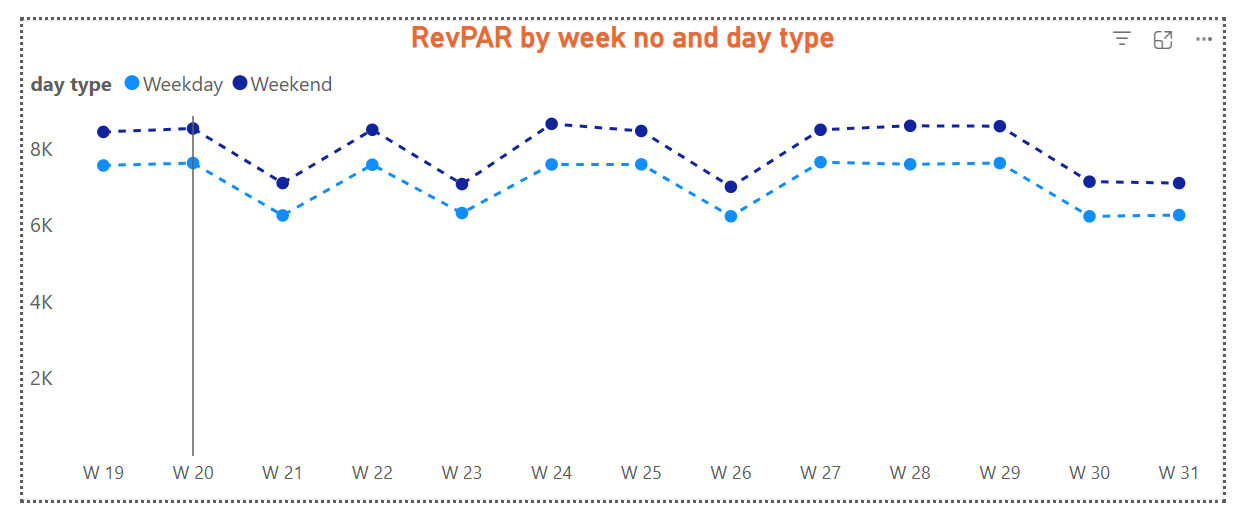 RevPAR by week no and day type
day type Weekday Weekend
8K
6K
4K
2K
W 19 W 20 W 21 W 22 W 23 W 24 W 25 W 26 W 27 W 28 W 29 W 30 W 31